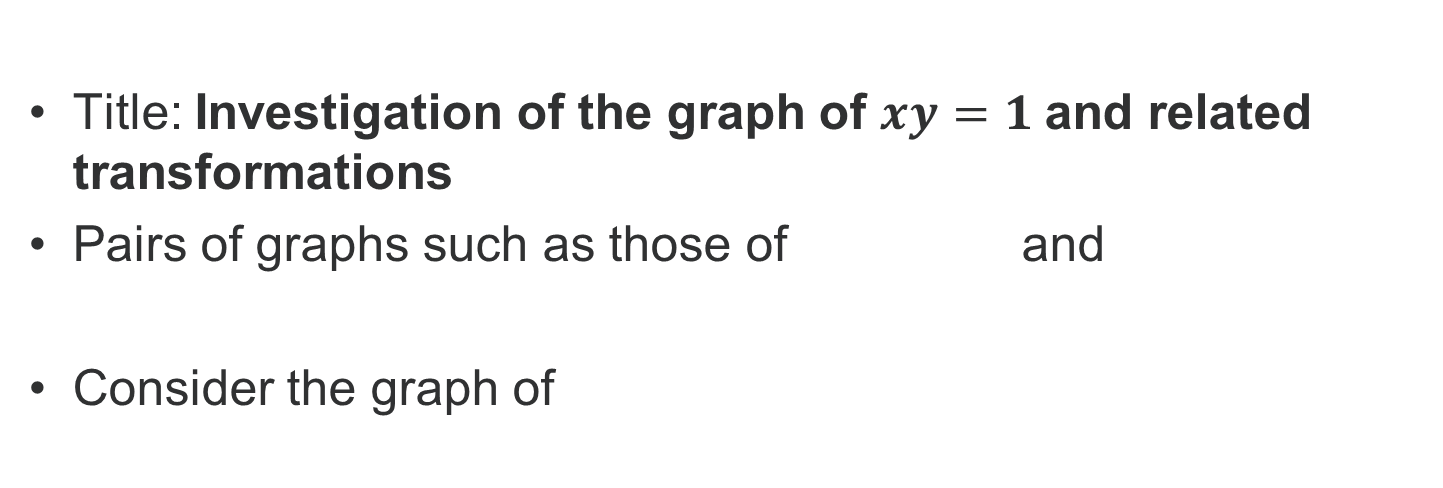 • Title: Investigation of the graph of xy = 1 and related
transformations
• Pairs of graphs such as those of and
• Consider the graph of